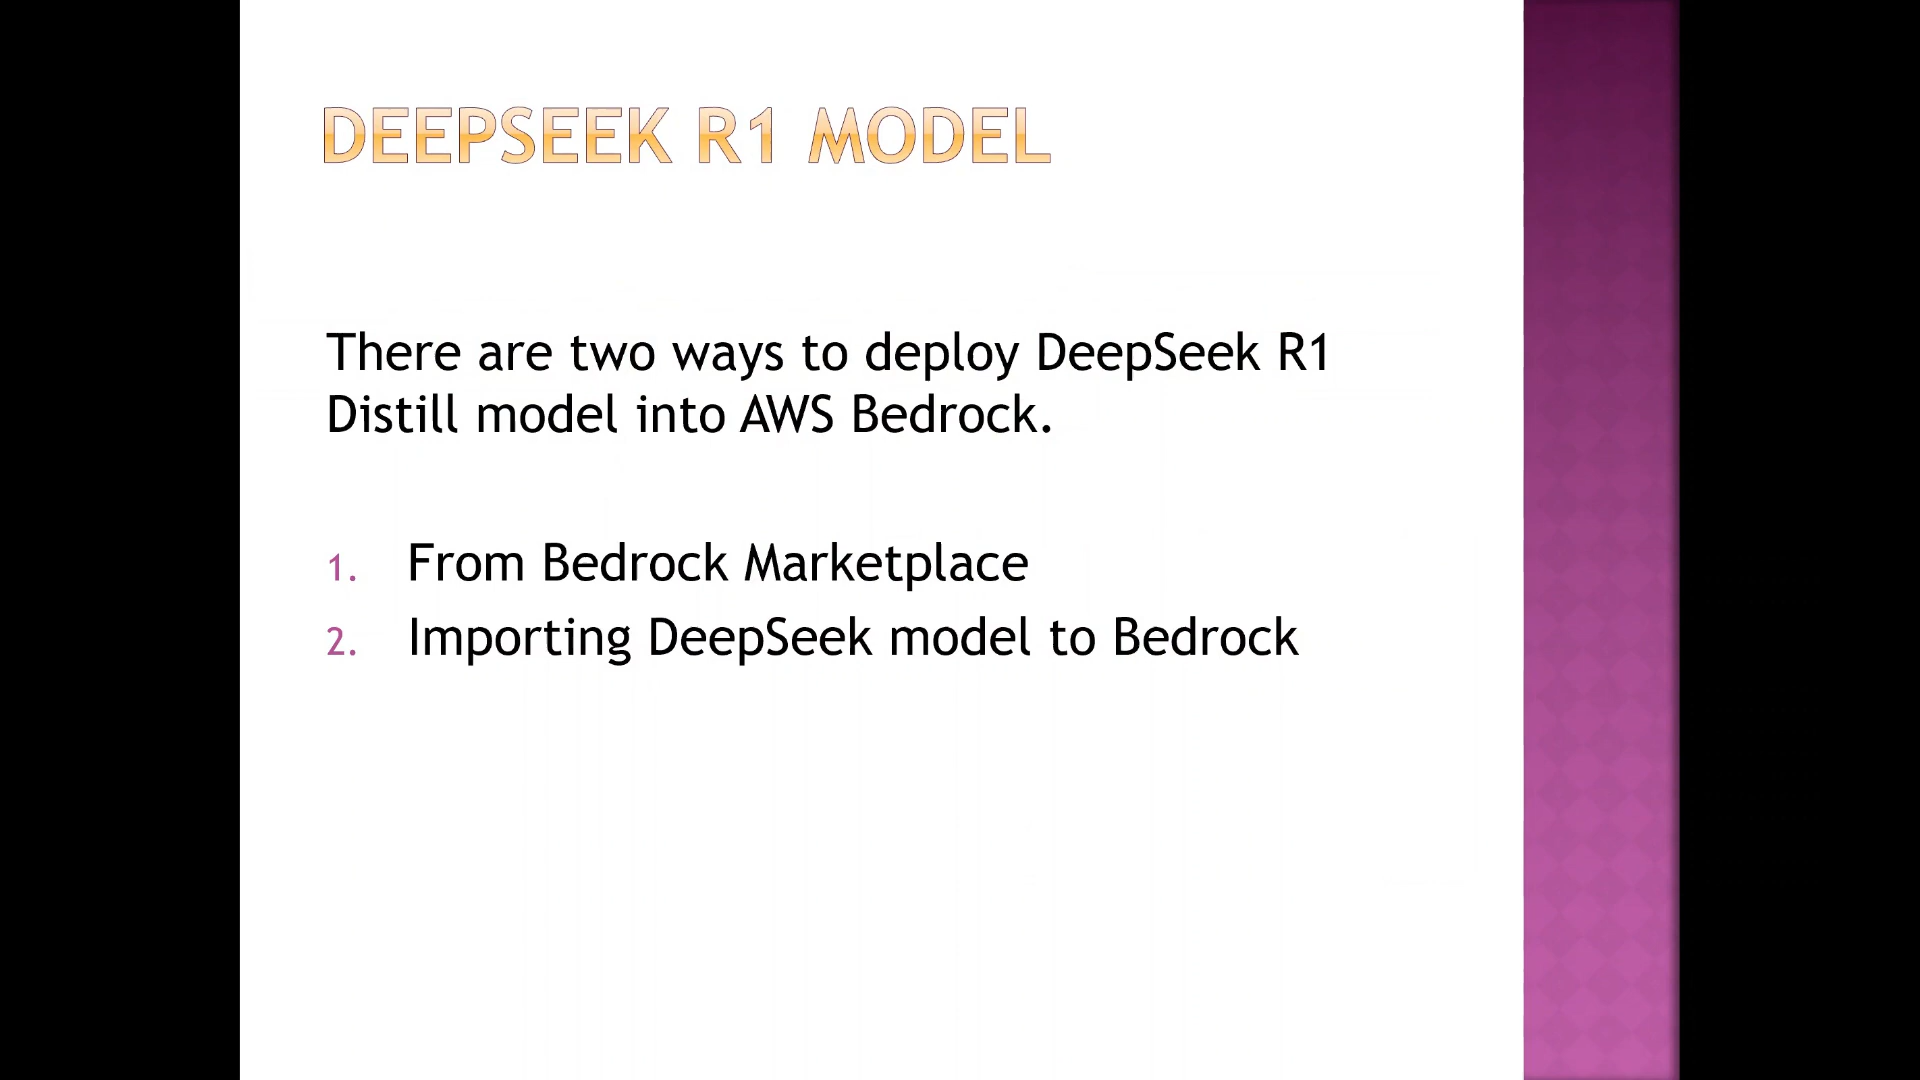 DEEPSEEK R1 MODEL
There are two ways to deploy DeepSeek R1
Distill model into AWS Bedrock.
1. From Bedrock Marketplace
2. Importing DeepSeek model to Bedrock